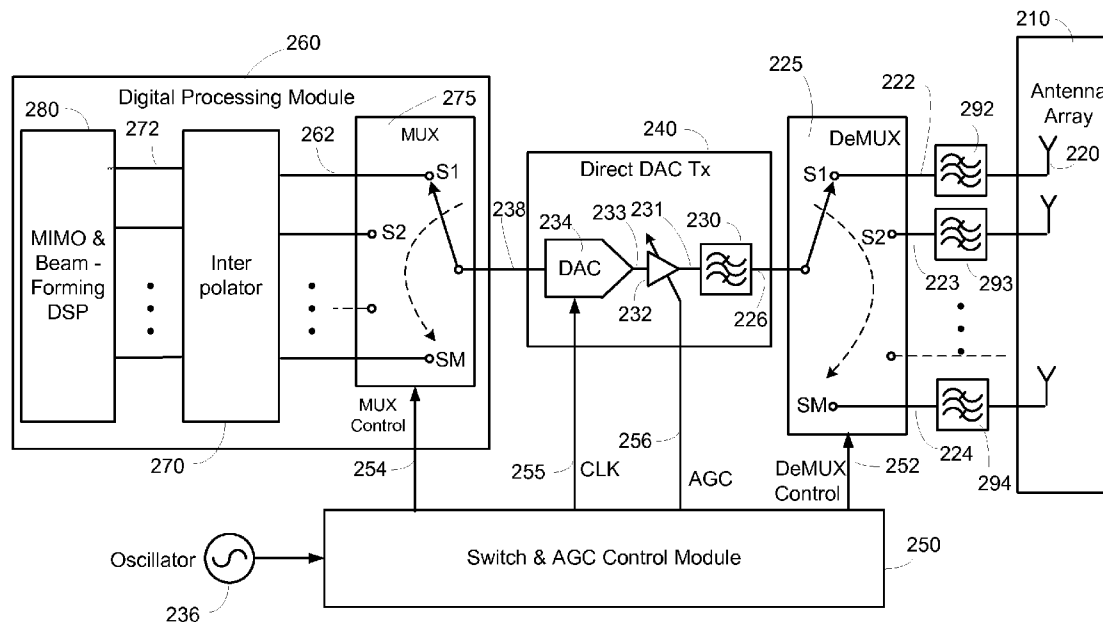 260
210
Digital Processing Module
275
225
222
Antenna
Array
280
272
262
MUX
240
DeMUX
292
S1
Direct DAC Tx
S1
220
S2
238
234
233
231
230
S2
MIMO &
Beam -
Forming
DSP
Inter
polator
DAC
232
226
223
293
SM
SM
MUX
Control
256
224
294
270
254
255
CLK
AGC
DeMUX
Control
252
Oscillator
Switch & AGC Control Module
250
236